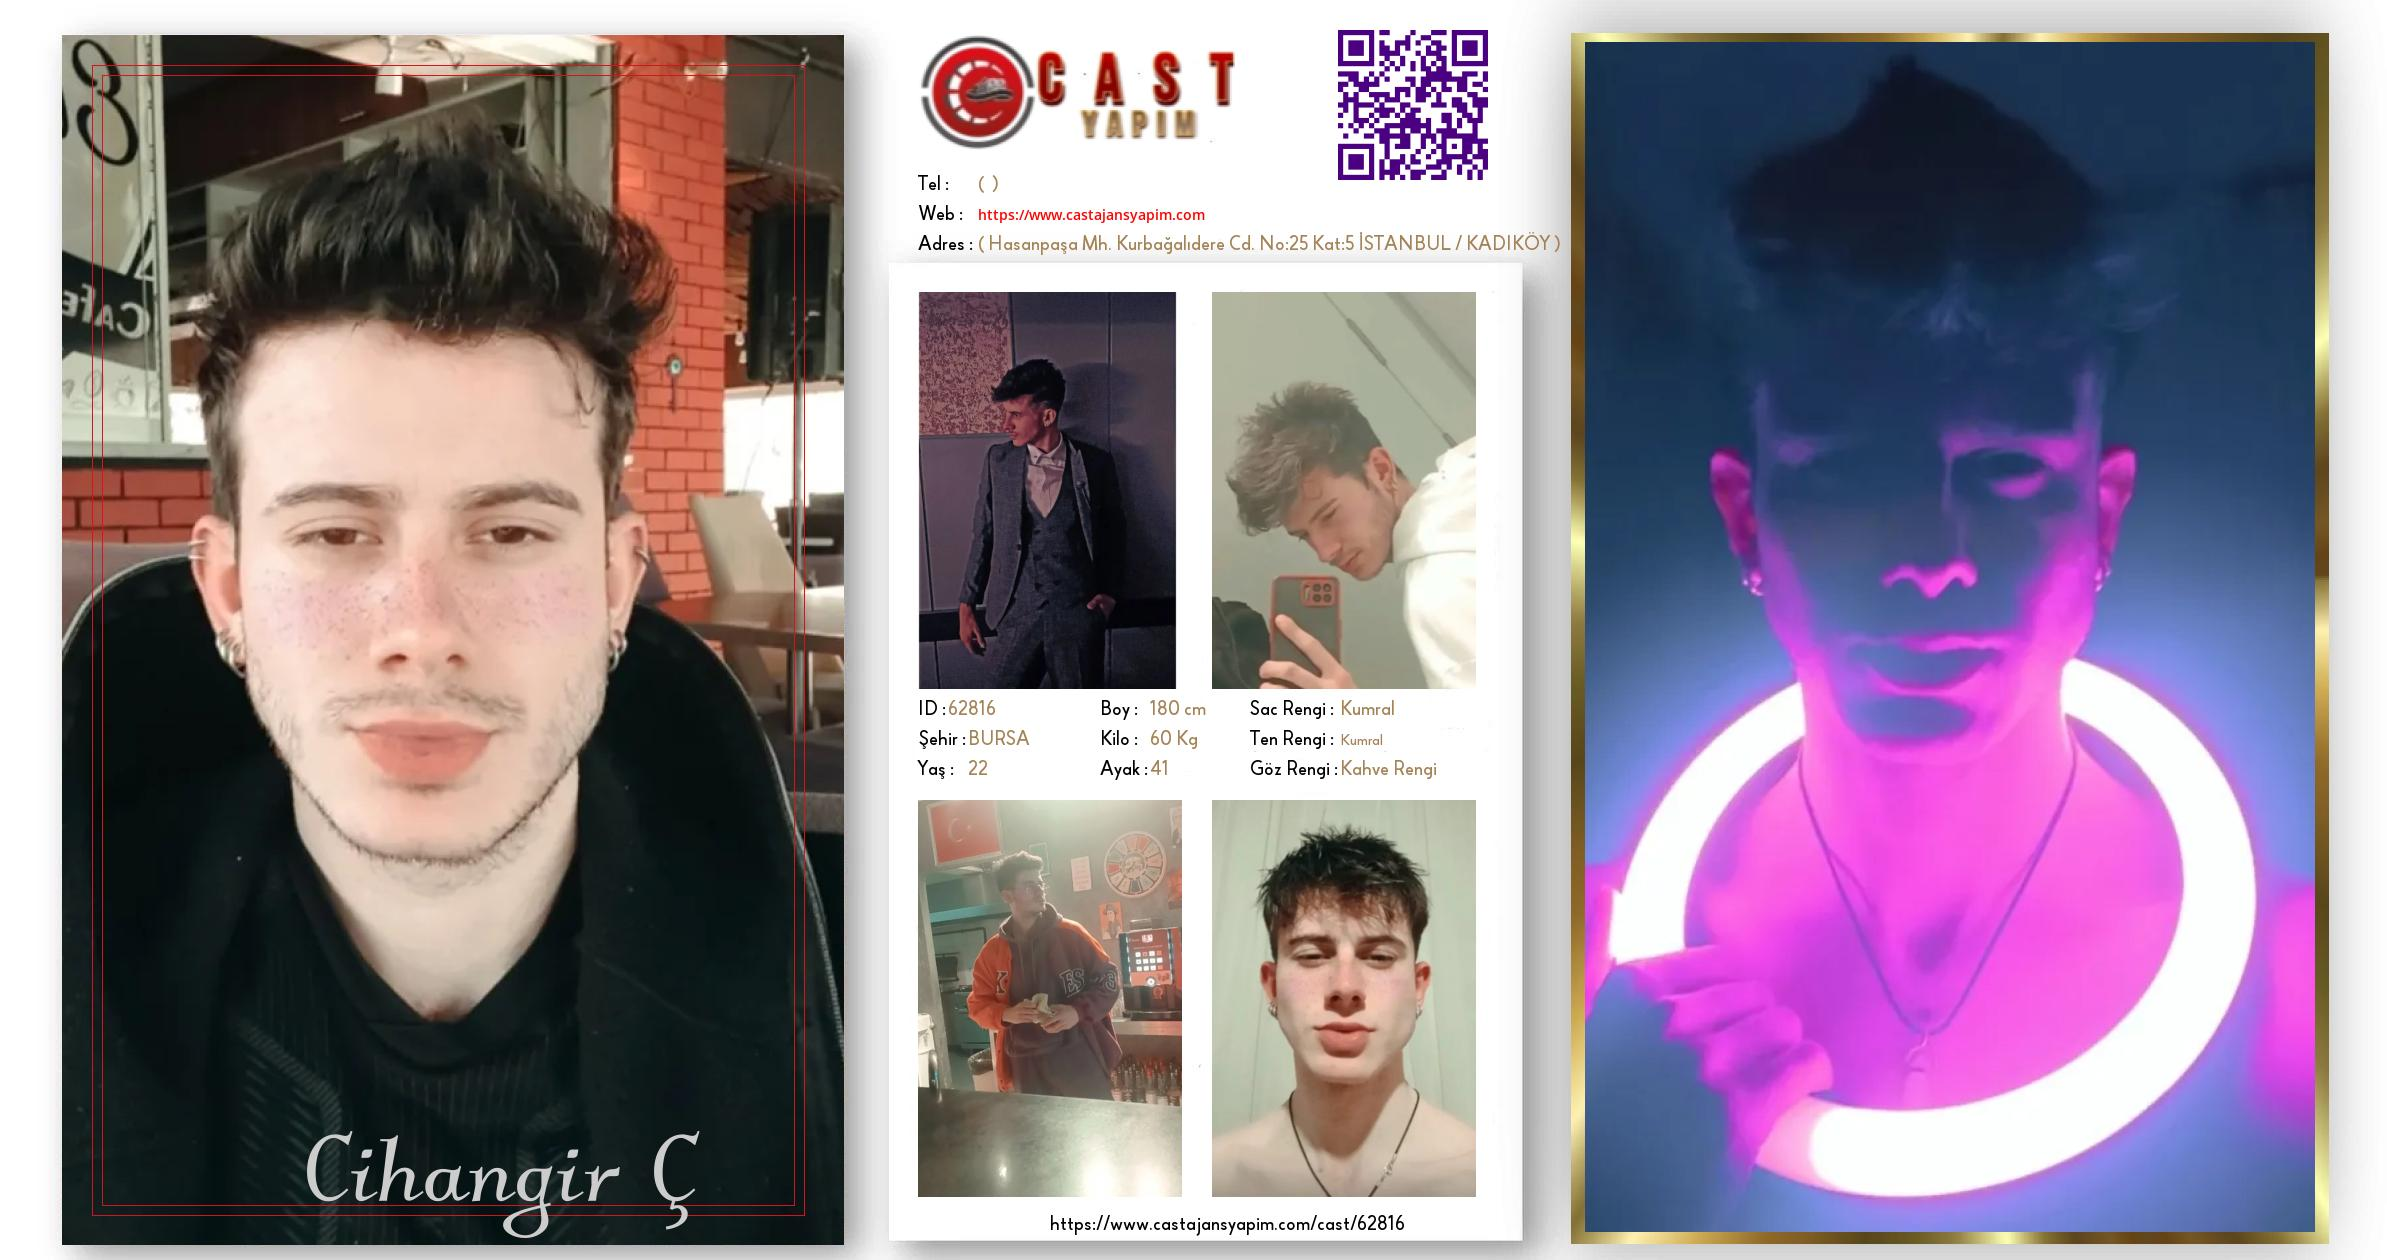 CAST
YAPIM
Tel : ( )
Web : https://www.castajansyapim.com
Adres : ( Hasanpaşa Mh. Kurbağalıdere Cd. No:25 Kat:5 İSTANBUL / KADIKÖY )
ID : 62816 Boy : 180 cm Sac Rengi : Kumral
Şehir : BURSA Kilo : 60 Kg Ten Rengi : Kumral
Yaş : 22 Ayak : 41 Göz Rengi : Kahve Rengi
https://www.castajansyapim.com/cast/62816
Cihangir Ç
Cafe